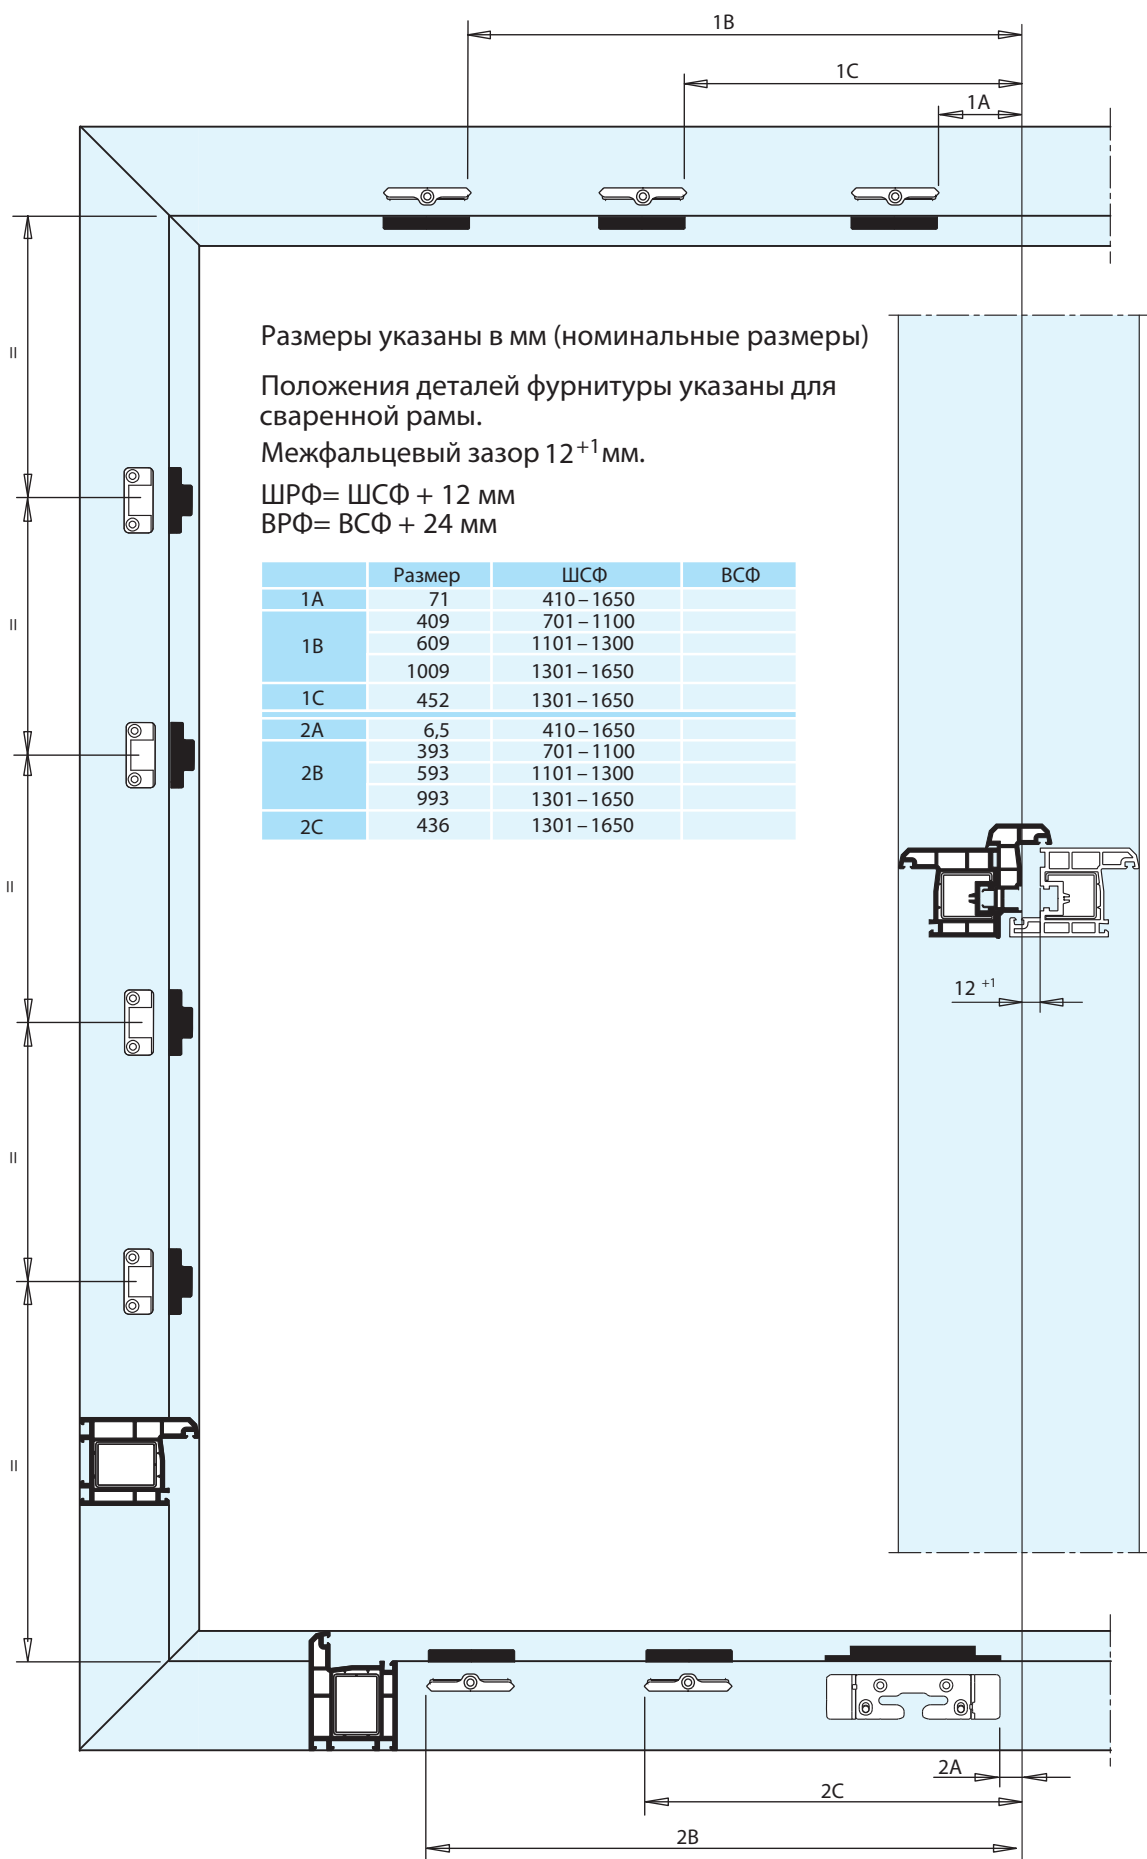 1B
1C
1A
Размеры указаны в мм (номинальные размеры)
Положения деталей фурнитуры указаны для
сваренной рамы.
Межфальцевый зазор 12⁺¹ мм.
ШРФ= ШСФ + 12 мм
ВРФ= ВСФ + 24 мм
Размер ШСФ ВСФ
1A 71 410–1650
1B 409 701–1100
609 1101–1300
1009 1301–1650
1C 452 1301–1650
2A 6,5 410–1650
2B 393 701–1100
593 1101–1300
993 1301–1650
2C 436 1301–1650
=
=
=
=
=
12 ⁺¹
2A
2C
2B